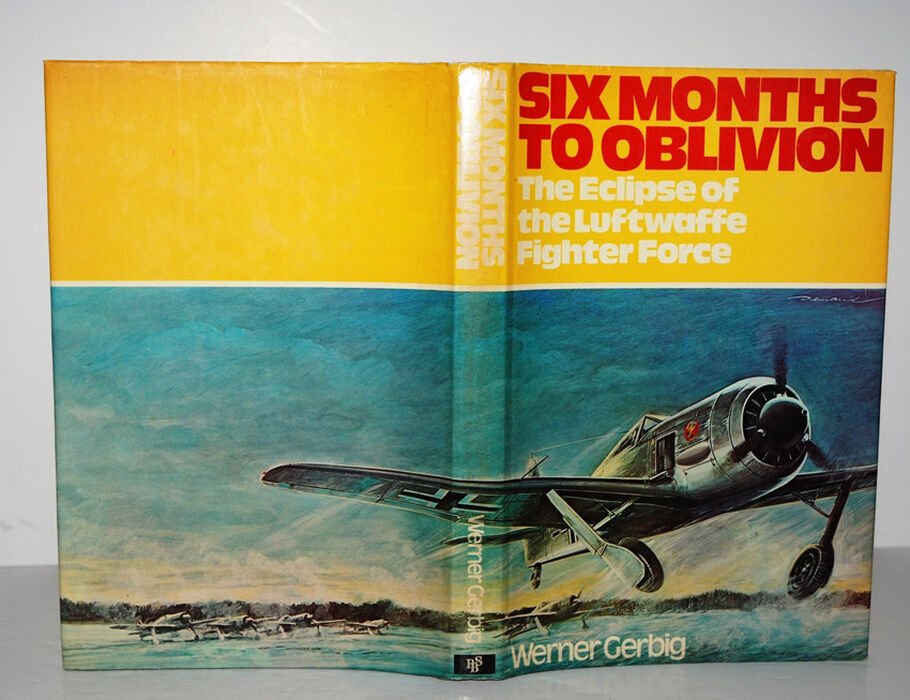 SIX MONTHS
TO OBLIVION
The Eclipse of
the Luftwaffe
Fighter Force
Werner Gerbig
SIX MONTHS
TO OBLIVION
Werner Gerbig